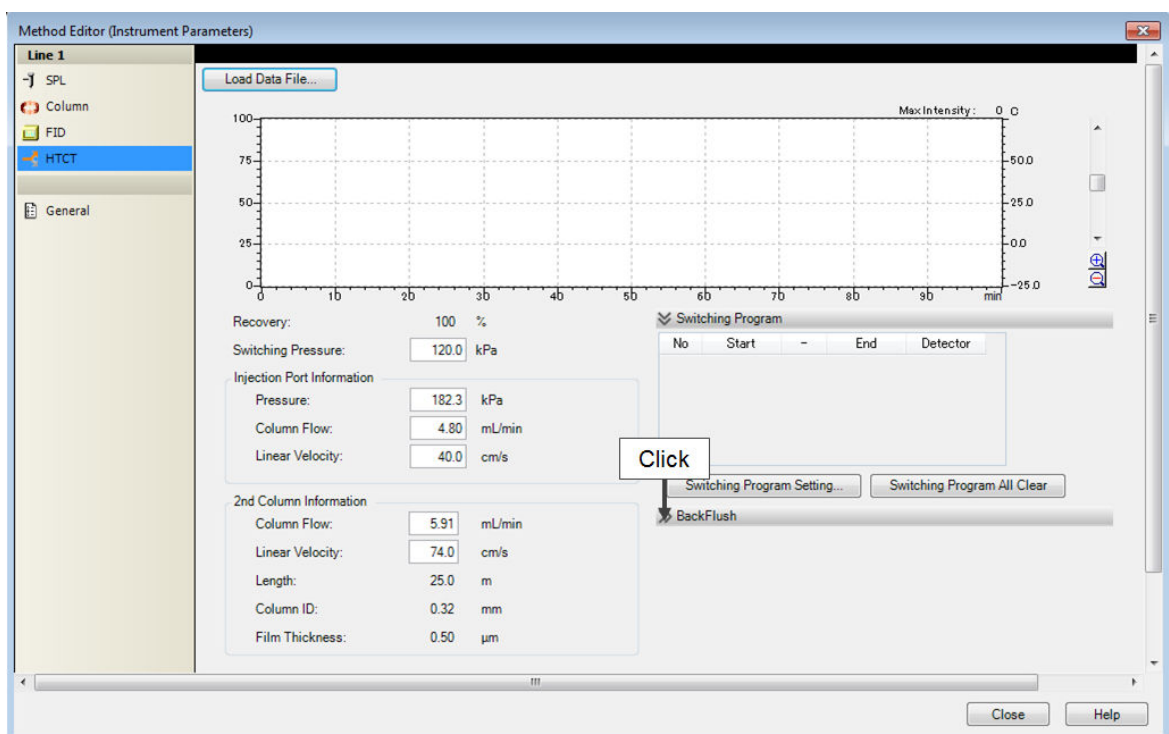 Method Editor (Instrument Parameters)
Line 1
SPL
Column
FID
HTCT
General
Load Data File...
Max Intensity : 0 C
100
75
50
25
0
50.0
25.0
0.0
-25.0
0 10 20 30 40 50 60 70 80 90 min
Recovery: 100 %
Switching Pressure: 120.0 kPa
Injection Port Information
Pressure: 182.3 kPa
Column Flow: 4.80 mL/min
Linear Velocity: 40.0 cm/s
2nd Column Information
Column Flow: 5.91 mL/min
Linear Velocity: 74.0 cm/s
Length: 25.0 m
Column ID: 0.32 mm
Film Thickness: 0.50 µm
Switching Program
No Start - End Detector
Click
Switching Program Setting... Switching Program All Clear
BackFlush
Close Help